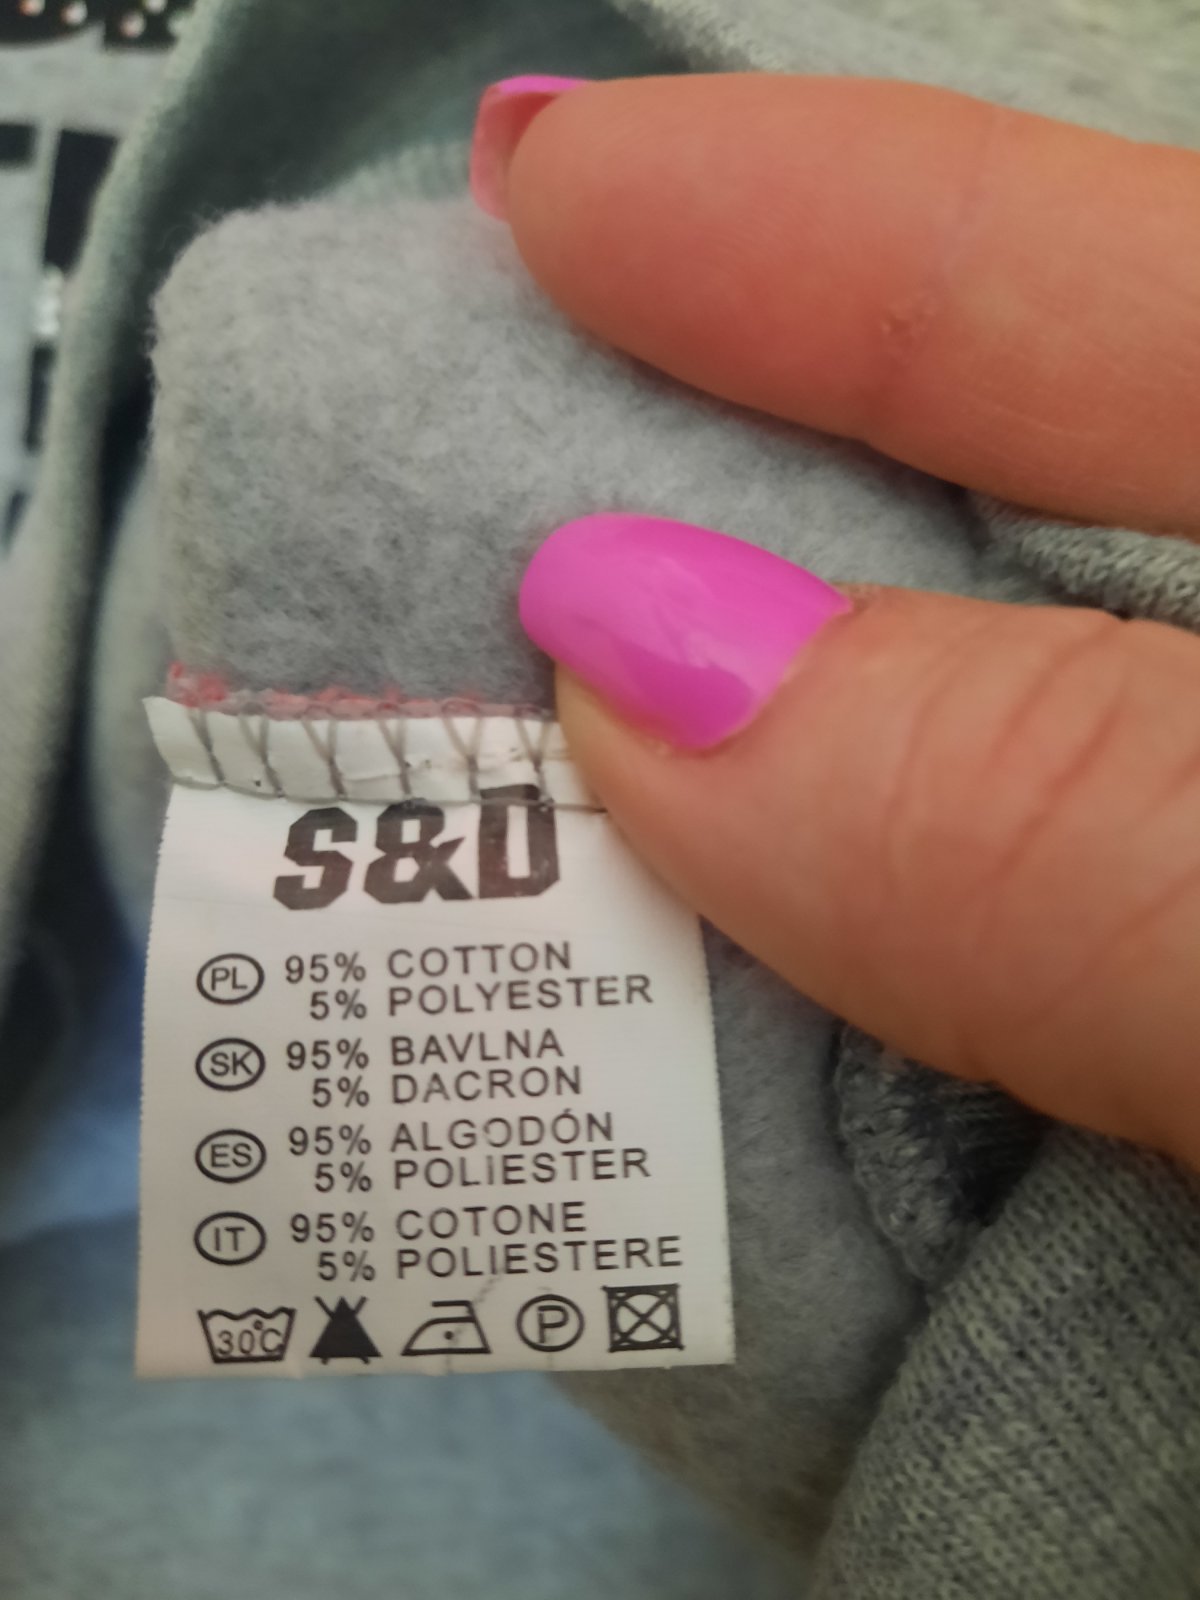 S&D
PL 95% COTTON
5% POLYESTER
SK 95% BAVLNA
5% DACRON
ES 95% ALGODÓN
5% POLIESTER
IT 95% COTONE
5% POLIESTERE
30°C P